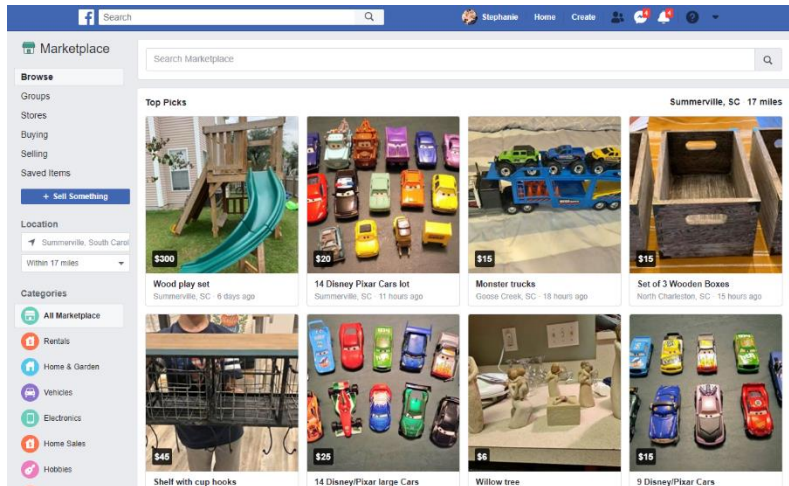 f
Search
Stephanie
Home
Create
4
4
Marketplace
Search Marketplace
Browse
Groups
Stores
Buying
Selling
Saved Items
+ Sell Something
Location
Summerville, South Carol
Within 17 miles
Categories
All Marketplace
Rentals
Home & Garden
Vehicles
Electronics
Home Sales
Hobbies
Top Picks
Summerville, SC 17 miles
$300
Wood play set
Summerville, SC · 6 days ago
$20
14 Disney Pixar Cars lot
Summerville, SC · 11 hours ago
$15
Monster trucks
Goose Creek, SC · 18 hours ago
$15
Set of 3 Wooden Boxes
North Charleston, SC · 15 hours ago
$45
Shelf with cup hooks
$25
14 Disney/Pixar large Cars
$6
Willow tree
$15
9 Disney/Pixar Cars